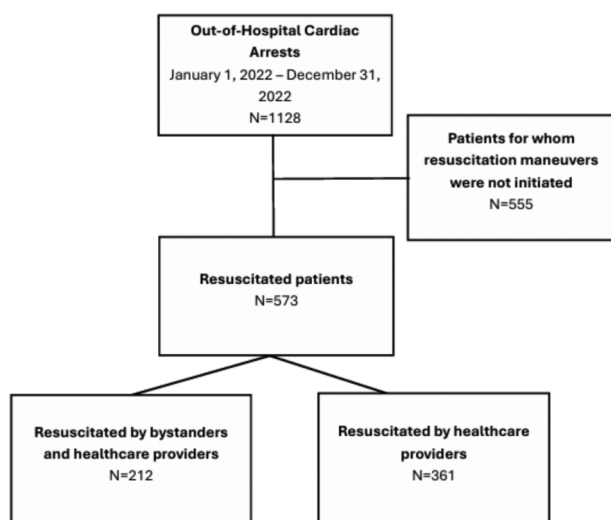 Out-of-Hospital Cardiac
Arrests
January 1, 2022 – December 31,
2022
N=1128
Patients for whom
resuscitation maneuvers
were not initiated
N=555
Resuscitated patients
N=573
Resuscitated by bystanders
and healthcare providers
N=212
Resuscitated by healthcare
providers
N=361